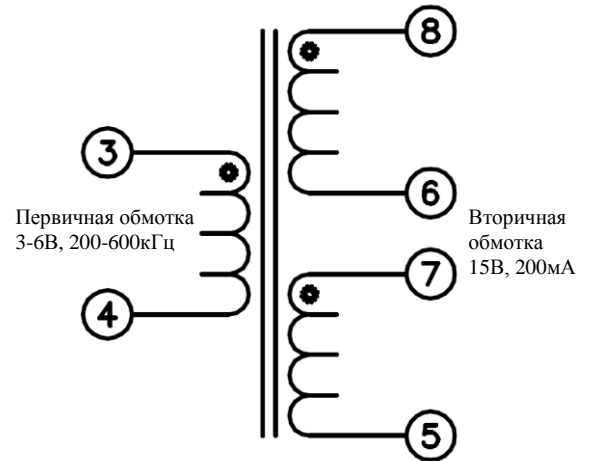 8
3
6
Первичная обмотка
3-6В, 200-600кГц
Вторичная
обмотка
15В, 200мА
7
4
5